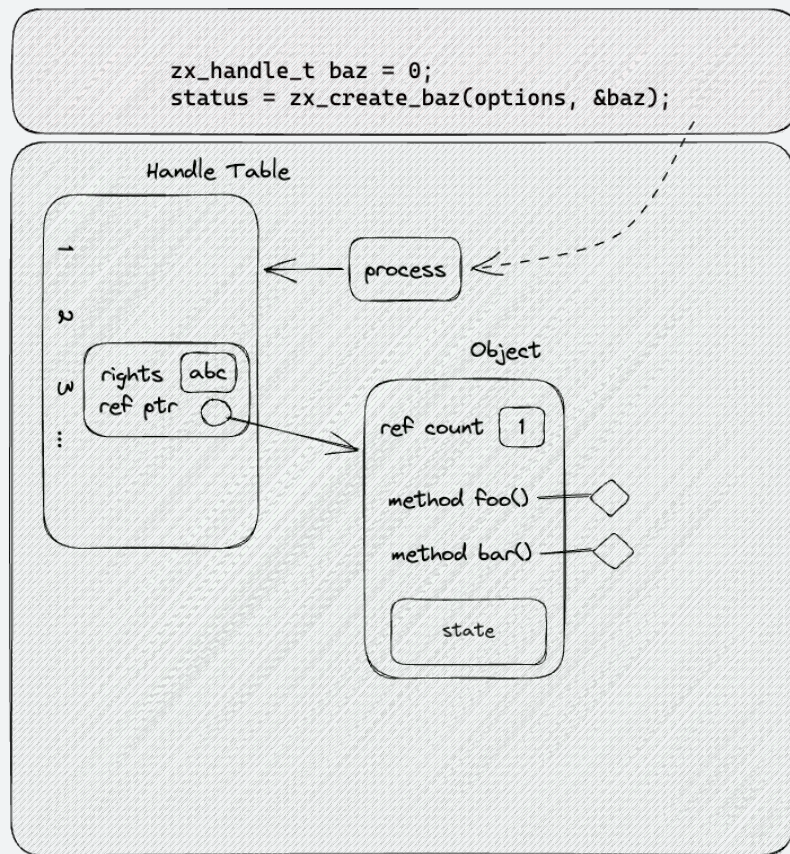 zx_handle_t baz = 0;
status = zx_create_baz(options, &baz);
Handle Table
1
2
3
...
rights abc
ref ptr
process
Object
ref count 1
method foo()
method bar()
state